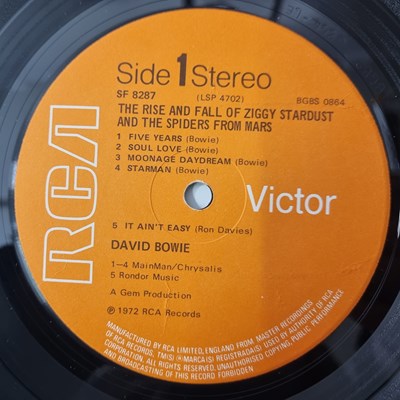 RCA
Side 1 Stereo
SF 8287
(LSP 4702)
BGBS 0864
THE RISE AND FALL OF ZIGGY STARDUST
AND THE SPIDERS FROM MARS
1 FIVE YEARS (Bowie)
2 SOUL LOVE (Bowie)
3 MOONAGE DAYDREAM (Bowie)
4 STARMAN (Bowie)
Victor
5 IT AIN'T EASY (Ron Davies)
DAVID BOWIE
1—4 MainMan/Chrysalis
5 Rondor Music
A Gem Production
℗ 1972 RCA Records
MANUFACTURED BY RCA LIMITED, ENGLAND FROM. MASTER RECORDINGS
OF RCA RECORDS, TM(S) ®-MARCA(S) REGISTRADA(S) USED BY AUTHORITY OF RCA
CORPORATION. ALL RIGHTS RESERVED. UNAUTHORISED PUBLIC PERFORMANCE
AND BROADCASTING OF THIS RECORD FORBIDDEN